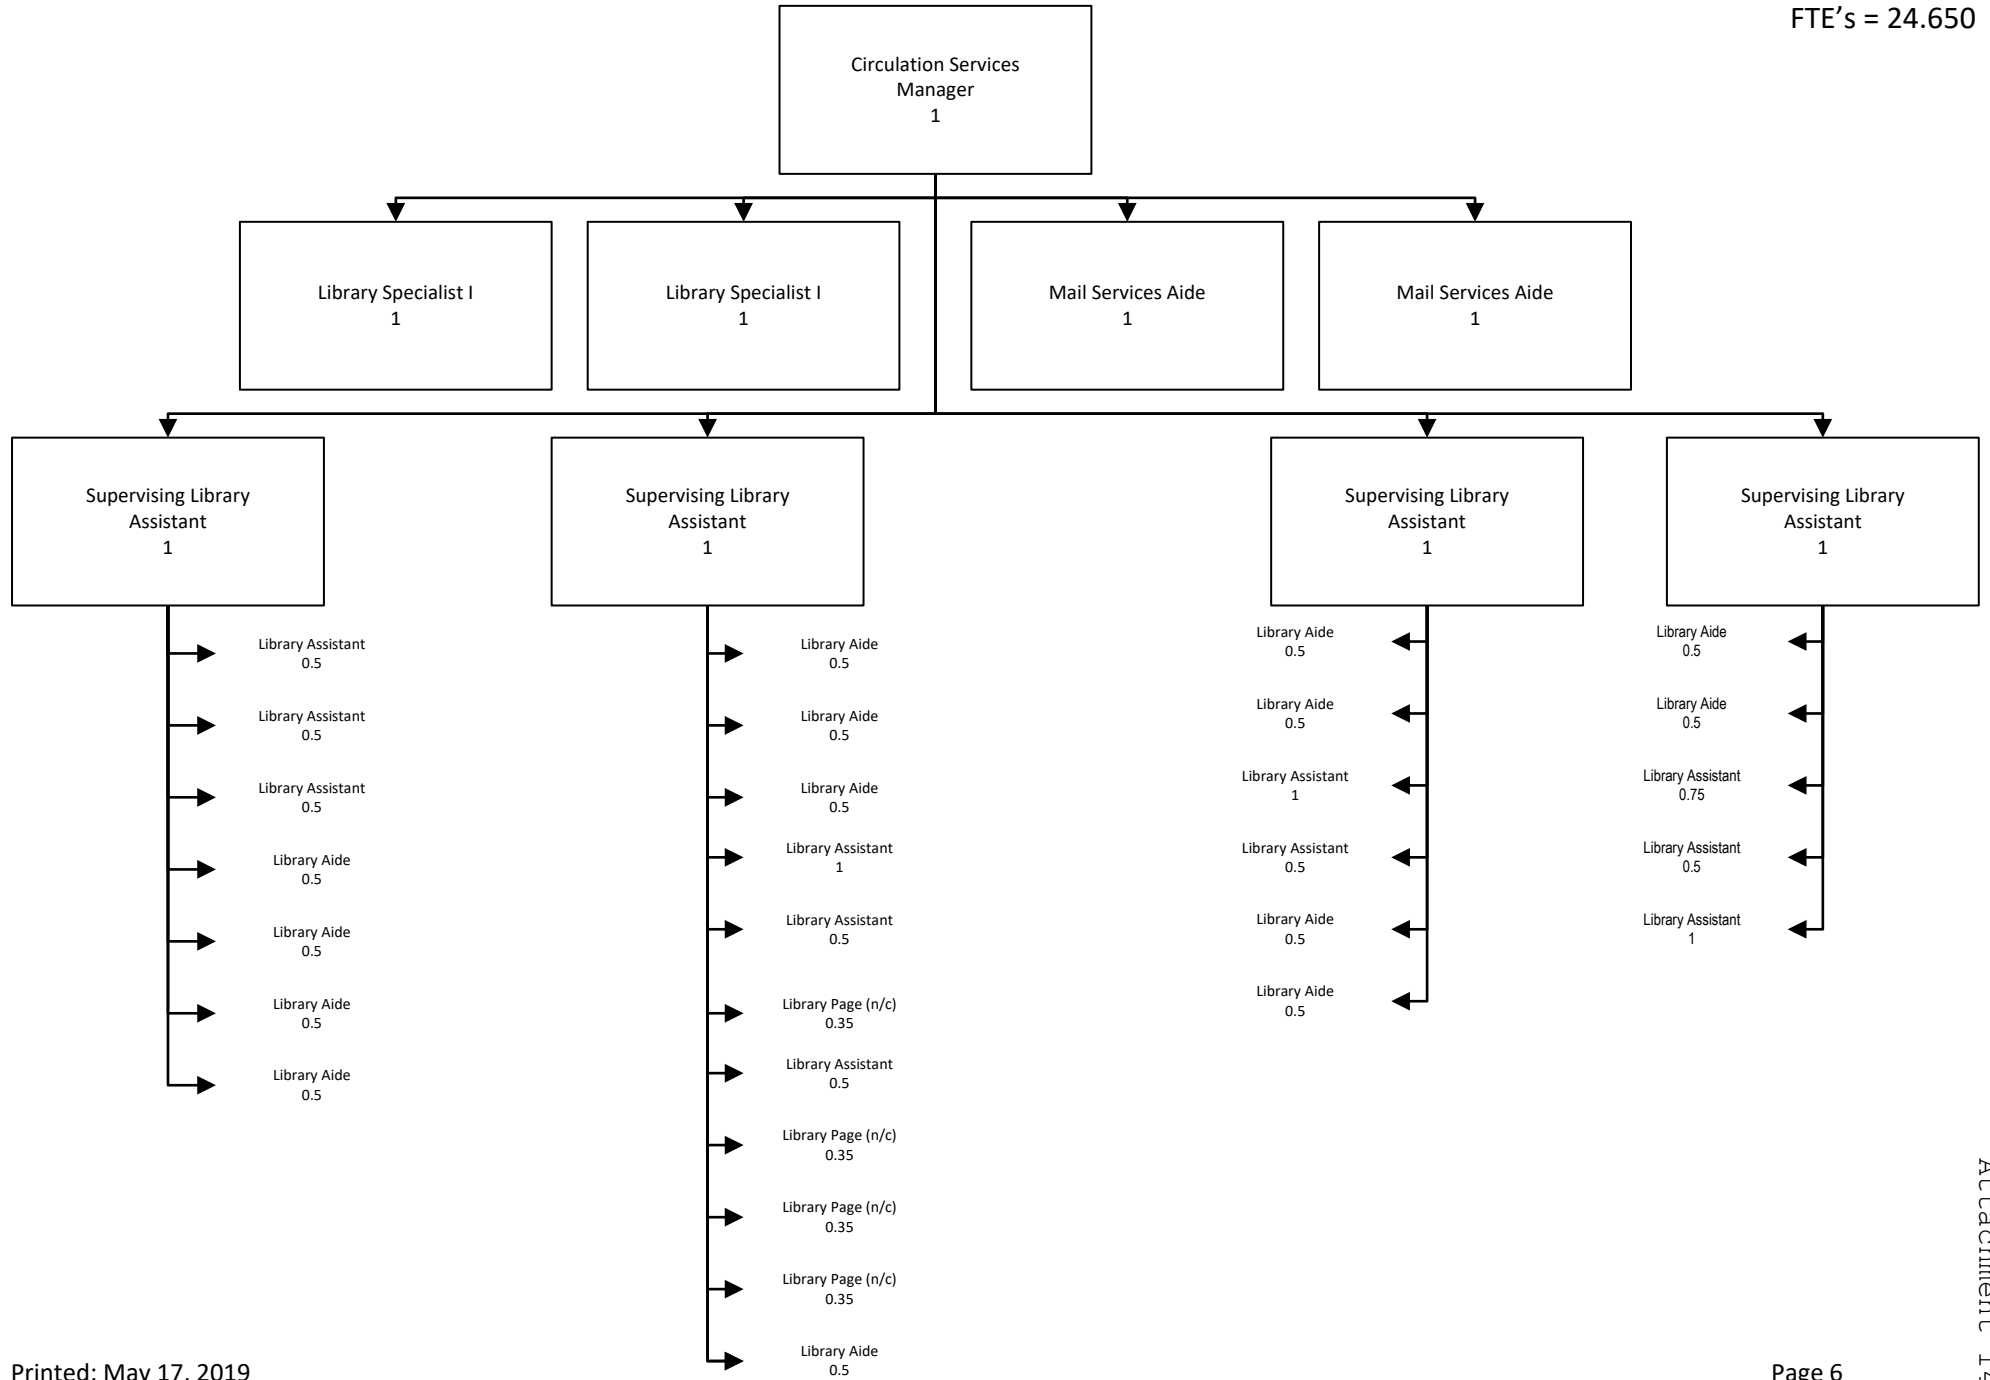 FTE’s = 24.650
Circulation Services
Manager
1
Library Specialist I
1
Library Specialist I
1
Mail Services Aide
1
Mail Services Aide
1
Supervising Library
Assistant
1
Supervising Library
Assistant
1
Supervising Library
Assistant
1
Supervising Library
Assistant
1
Library Assistant
0.5
Library Assistant
0.5
Library Assistant
0.5
Library Aide
0.5
Library Aide
0.5
Library Aide
0.5
Library Aide
0.5
Library Aide
0.5
Library Aide
0.5
Library Aide
0.5
Library Assistant
1
Library Assistant
0.5
Library Page (n/c)
0.35
Library Assistant
0.5
Library Page (n/c)
0.35
Library Page (n/c)
0.35
Library Page (n/c)
0.35
Library Aide
0.5
Library Aide
0.5
Library Aide
0.5
Library Assistant
1
Library Assistant
0.5
Library Aide
0.5
Library Aide
0.5
Library Aide
0.5
Library Aide
0.5
Library Assistant
0.75
Library Assistant
0.5
Library Assistant
1
Attachment
Printed: May 17, 2019
Page 6